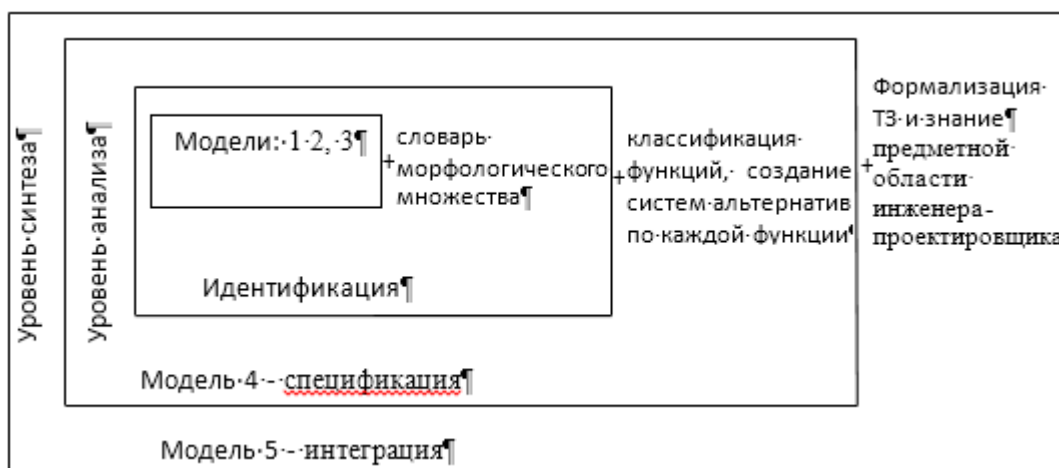 Уровень синтеза¶
Уровень анализа¶
Модели: 1 2, 3¶
+
словарь
морфологического
множества¶
Идентификация¶
+
классификация
функций, создание
систем альтернатив
по каждой функции
Модель 4 - спецификация¶
+
Формализация
ТЗ и знание¶
предметной
области
инженера-
проектировщика
Модель 5 - интеграция¶